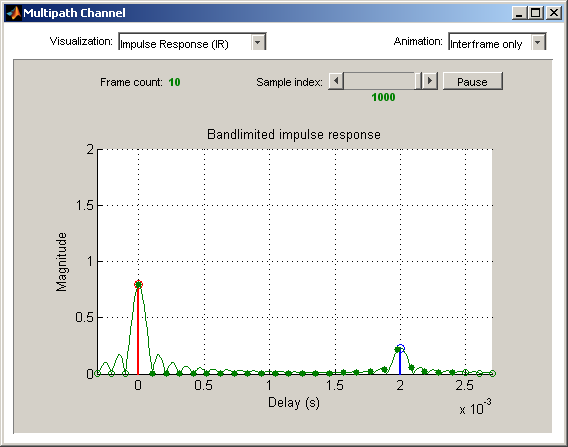 Multipath Channel
Visualization: Impulse Response (IR) Animation: Interframe only
Frame count: 10 Sample index: Pause
1000
Bandlimited impulse response
2
1.5
1
0.5
0
Magnitude
0 0.5 1 1.5 2 2.5
Delay (s)
x 10⁻³